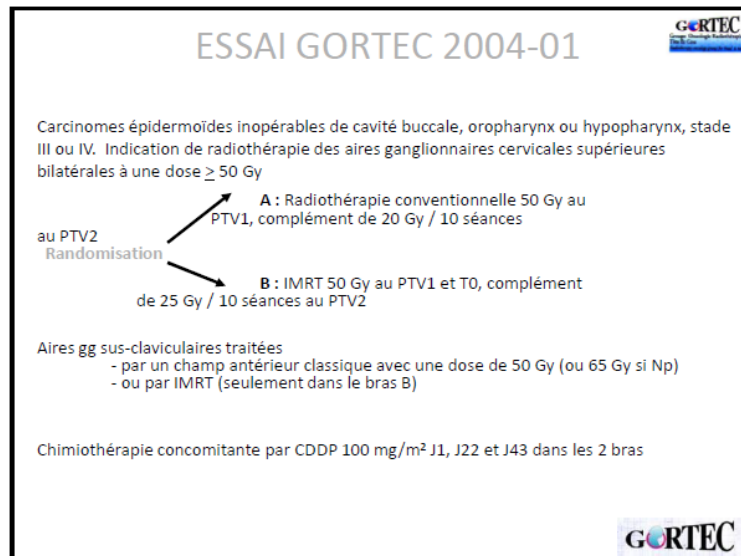 ESSAI GORTEC 2004-01
GORTEC
Carcinomes épidermoïdes inopérables de cavité buccale, oropharynx ou hypopharynx, stade
III ou IV.  Indication de radiothérapie des aires ganglionnaires cervicales supérieures
bilatérales à une dose > 50 Gy
A : Radiothérapie conventionnelle 50 Gy au
PTV1, complément de 20 Gy / 10 séances
au PTV2
Randomisation
B : IMRT 50 Gy au PTV1 et T0, complément
de 25 Gy / 10 séances au PTV2
Aires gg sus-claviculaires traitées
- par un champ antérieur classique avec une dose de 50 Gy (ou 65 Gy si Np)
- ou par IMRT (seulement dans le bras B)
Chimiothérapie concomitante par CDDP 100 mg/m² J1, J22 et J43 dans les 2 bras
GORTEC